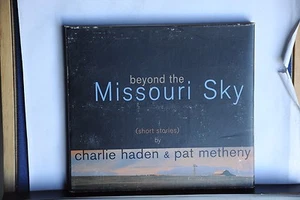 beyond the
Missouri Sky
(short stories)
by
charlie haden & pat metheny